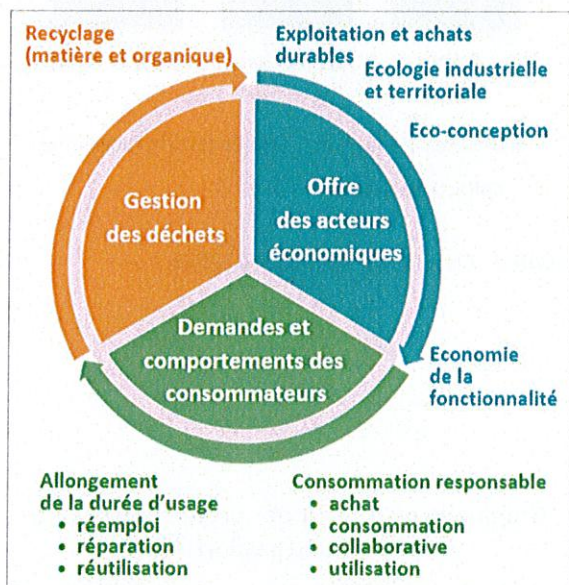 Recyclage
(matière et organique)
Exploitation et achats
durables
Ecologie industrielle
et territoriale
Eco-conception
Gestion
des déchets
Offre
des acteurs
économiques
Demandes et
comportements des
consommateurs
Economie
de la
fonctionnalité
Allongement
de la durée d'usage
• réemploi
• réparation
• réutilisation
Consommation responsable
• achat
• consommation
• collaborative
• utilisation